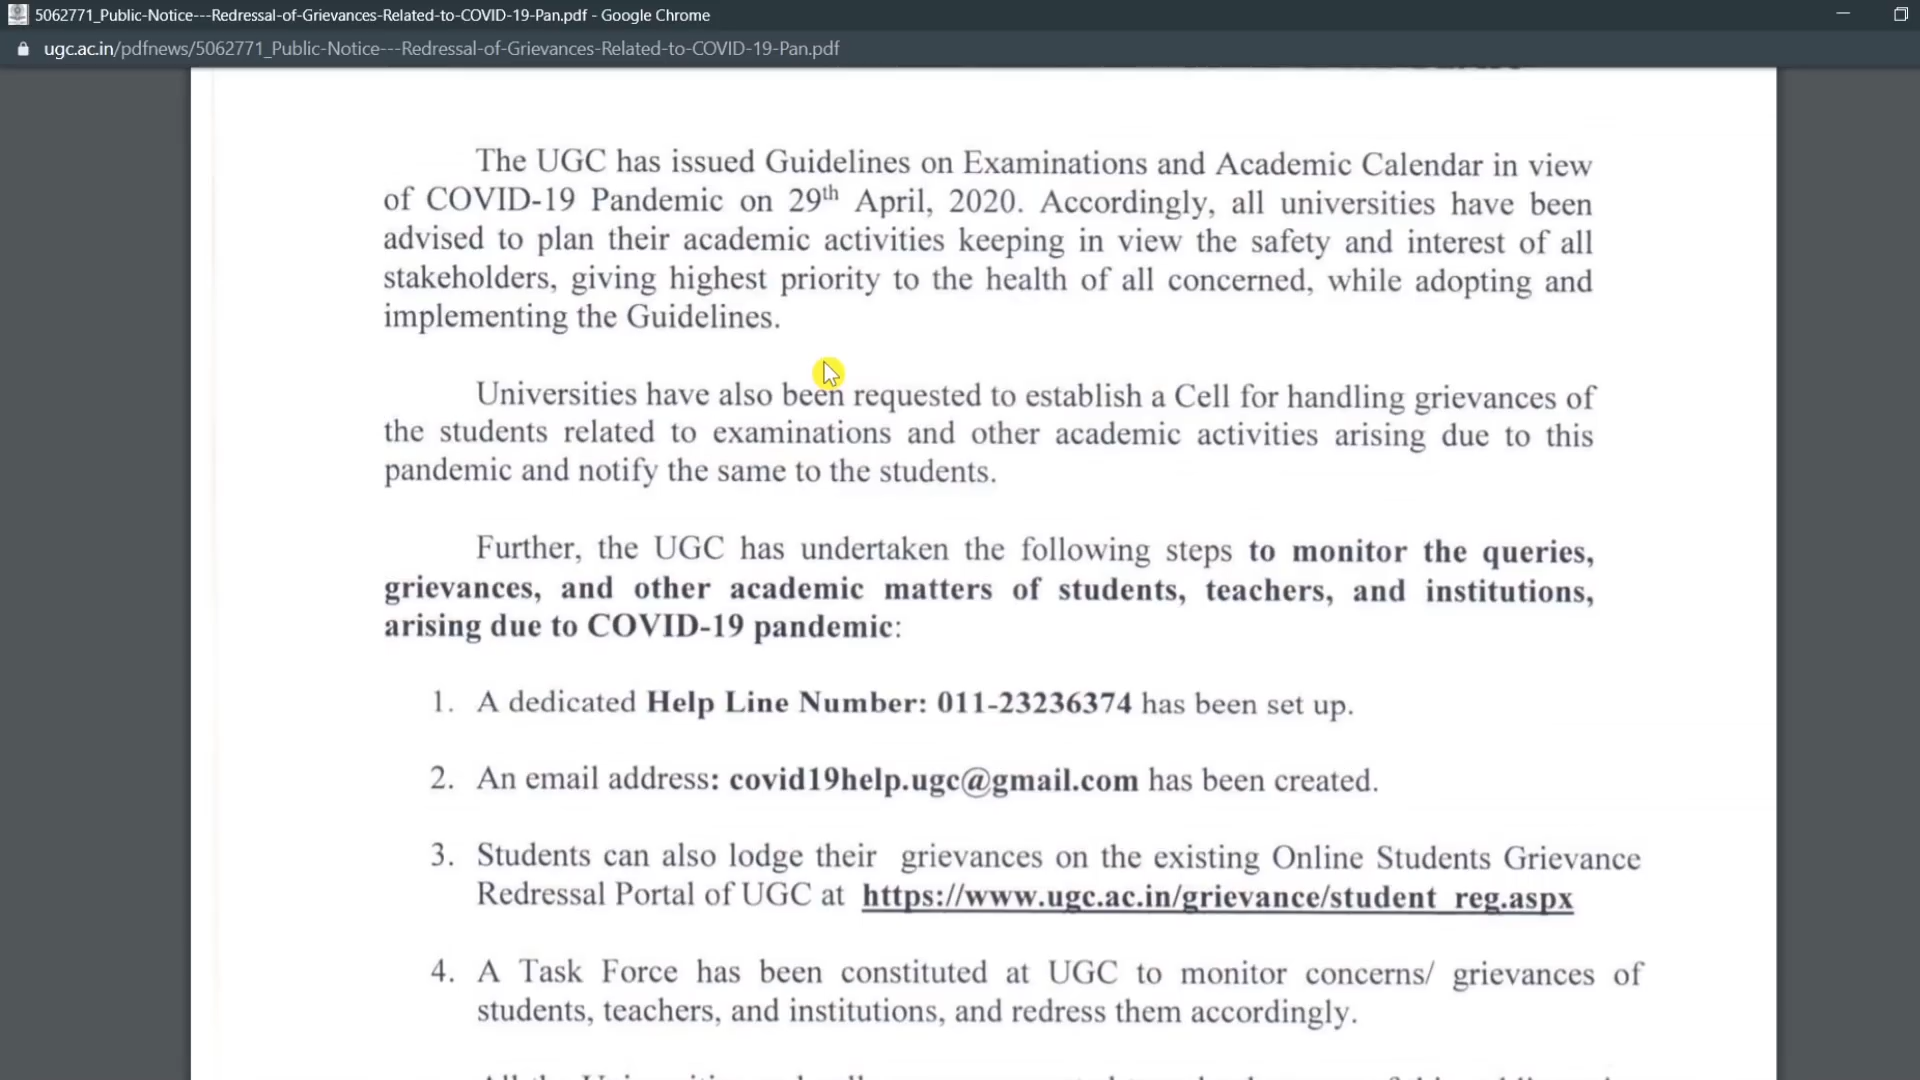 5062771_Public-Notice---Redressal-of-Grievances-Related-to-COVID-19-Pan.pdf - Google Chrome
ugc.ac.in/pdfnews/5062771_Public-Notice---Redressal-of-Grievances-Related-to-COVID-19-Pan.pdf
The UGC has issued Guidelines on Examinations and Academic Calendar in view
of COVID-19 Pandemic on 29th April, 2020. Accordingly, all universities have been
advised to plan their academic activities keeping in view the safety and interest of all
stakeholders, giving highest priority to the health of all concerned, while adopting and
implementing the Guidelines.
Universities have also been requested to establish a Cell for handling grievances of
the students related to examinations and other academic activities arising due to this
pandemic and notify the same to the students.
Further, the UGC has undertaken the following steps to monitor the queries,
grievances, and other academic matters of students, teachers, and institutions,
arising due to COVID-19 pandemic:
1. A dedicated Help Line Number: 011-23236374 has been set up.
2. An email address: covid19help.ugc@gmail.com has been created.
3. Students can also lodge their grievances on the existing Online Students Grievance
Redressal Portal of UGC at https://www.ugc.ac.in/grievance/student_reg.aspx
4. A Task Force has been constituted at UGC to monitor concerns/ grievances of
students, teachers, and institutions, and redress them accordingly.